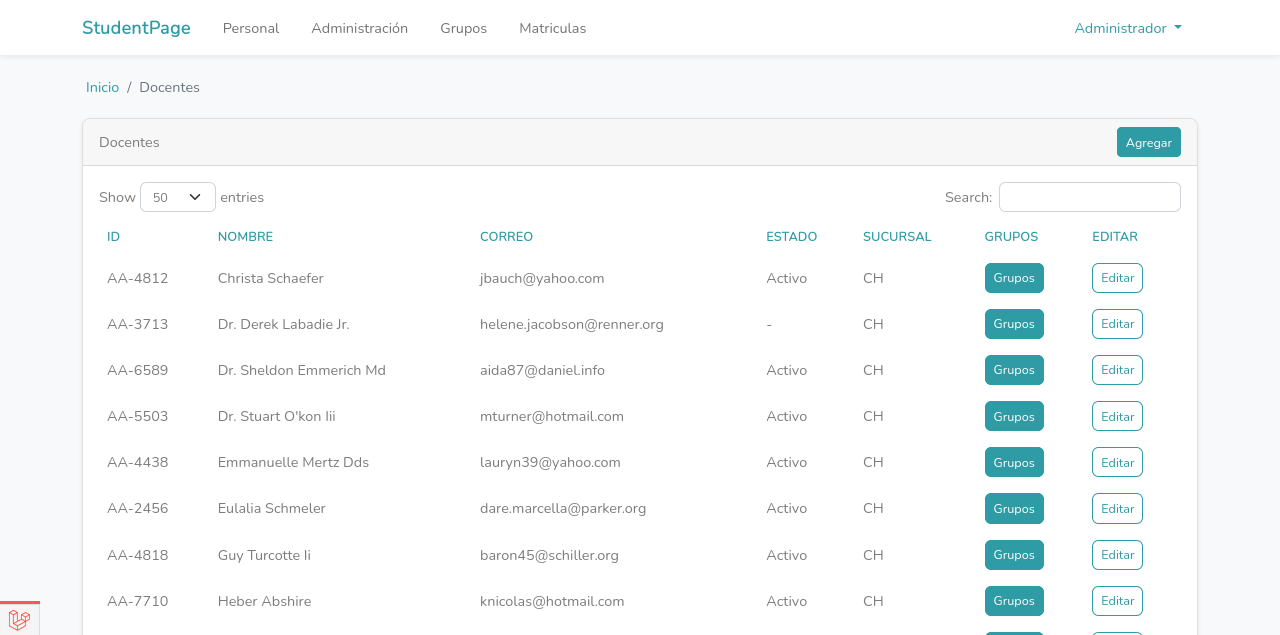 StudentPage Personal Administración Grupos Matriculas Administrador
Inicio / Docentes
Docentes Agregar
Show 50 entries Search:
ID NOMBRE CORREO ESTADO SUCURSAL GRUPOS EDITAR
AA-4812 Christa Schaefer jbauch@yahoo.com Activo CH Grupos Editar
AA-3713 Dr. Derek Labadie Jr. helene.jacobson@renner.org - CH Grupos Editar
AA-6589 Dr. Sheldon Emmerich Md aida87@daniel.info Activo CH Grupos Editar
AA-5503 Dr. Stuart O'kon Iii mturner@hotmail.com Activo CH Grupos Editar
AA-4438 Emmanuelle Mertz Dds lauryn39@yahoo.com Activo CH Grupos Editar
AA-2456 Eulalia Schmeler dare.marcella@parker.org Activo CH Grupos Editar
AA-4818 Guy Turcotte Ii baron45@schiller.org Activo CH Grupos Editar
AA-7710 Heber Abshire knicolas@hotmail.com Activo CH Grupos Editar